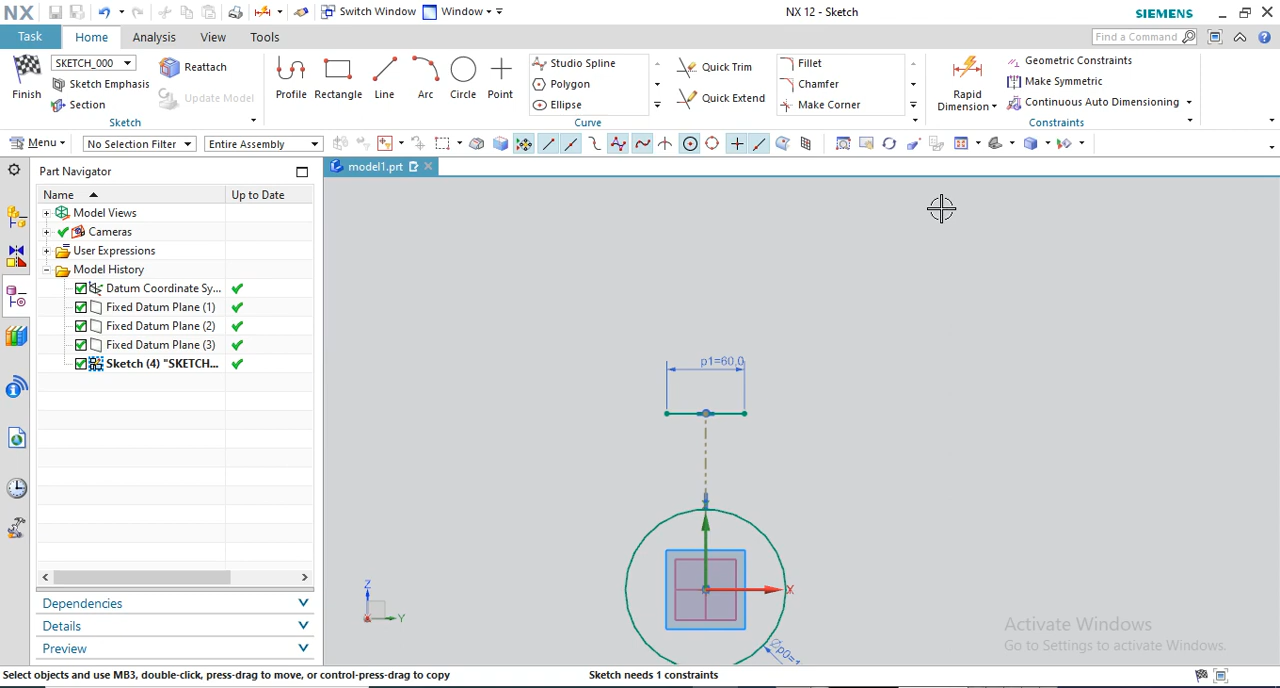 NX
Switch Window
Window
NX 12 - Sketch
SIEMENS
Task
Home
Analysis
View
Tools
Find a Command
Finish
SKETCH_000
Sketch Emphasis
Section
Reattach
Update Model
Sketch
Profile
Rectangle
Line
Arc
Circle
Point
Studio Spline
Polygon
Ellipse
Quick Trim
Quick Extend
Fillet
Chamfer
Make Corner
Curve
Rapid
Dimension
Geometric Constraints
Make Symmetric
Continuous Auto Dimensioning
Constraints
Menu
No Selection Filter
Entire Assembly
Part Navigator
model1.prt
Name
Up to Date
Model Views
Cameras
User Expressions
Model History
Datum Coordinate Sy...
Fixed Datum Plane (1)
Fixed Datum Plane (2)
Fixed Datum Plane (3)
Sketch (4) "SKETCH...
p1=60,0
X
Z
Y
Øp0=1
Dependencies
Details
Preview
Activate Windows
Go to Settings to activate Windows.
Select objects and use MB3, double-click, press-drag to move, or control-press-drag to copy
Sketch needs 1 constraints